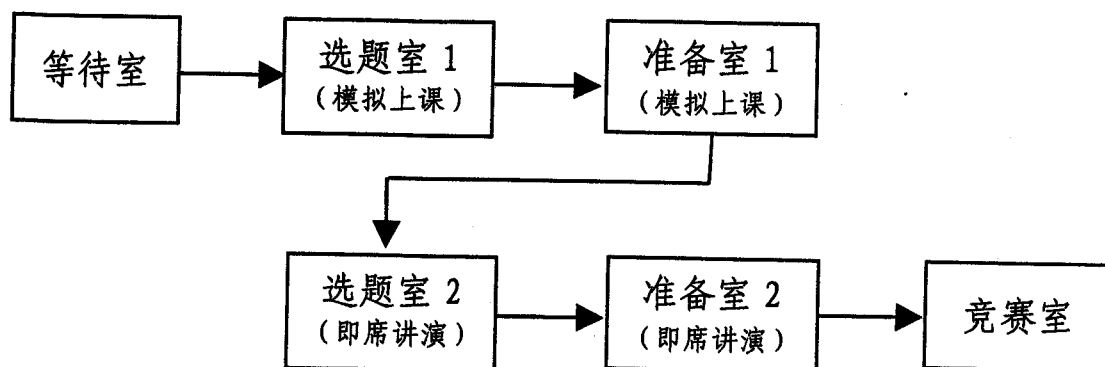 等待室
选题室 1
（模拟上课）
准备室 1
（模拟上课）
选题室 2
（即席讲演）
准备室 2
（即席讲演）
竞赛室